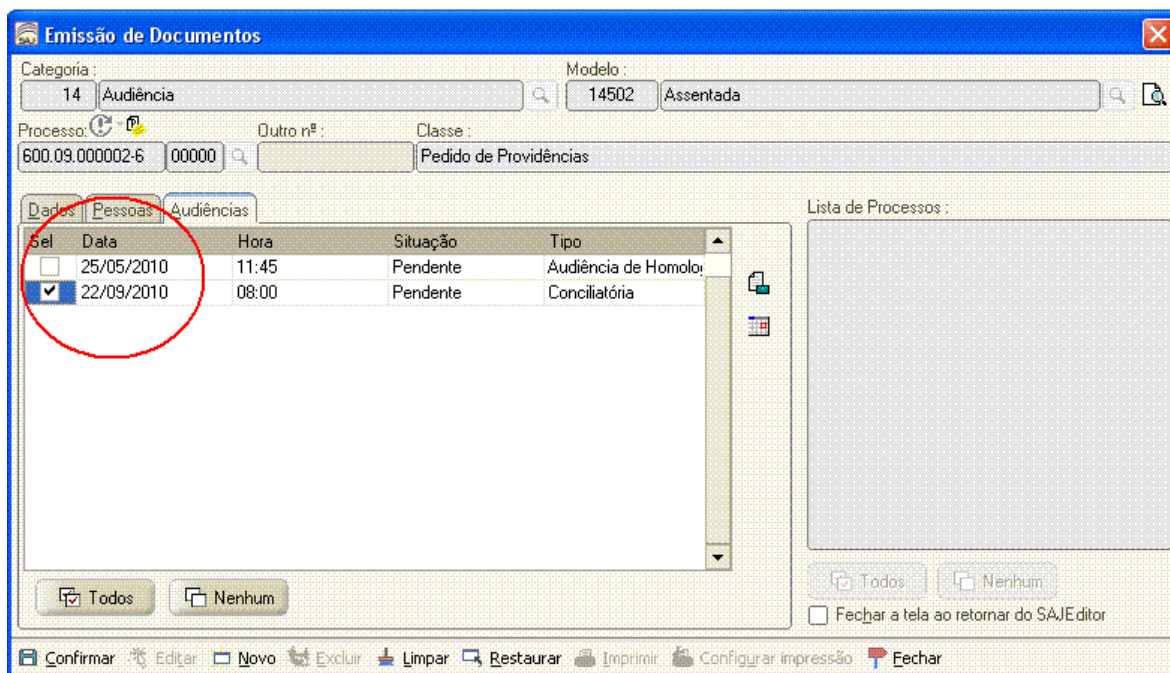 Emissão de Documentos
Categoria : Modelo :
14 Audiência 14502 Assentada
Processo: Outro nº : Classe :
600.09.000002-6 00000 Pedido de Providências
Dados Pessoas Audiências Lista de Processos :
Sel Data Hora Situação Tipo
25/05/2010 11:45 Pendente Audiência de Homolo
22/09/2010 08:00 Pendente Conciliatória
Todos Nenhum Todos Nenhum
Fechar a tela ao retornar do SAJEditor
Confirmar Editar Novo Excluir Limpar Restaurar Imprimir Configurar impressão Fechar